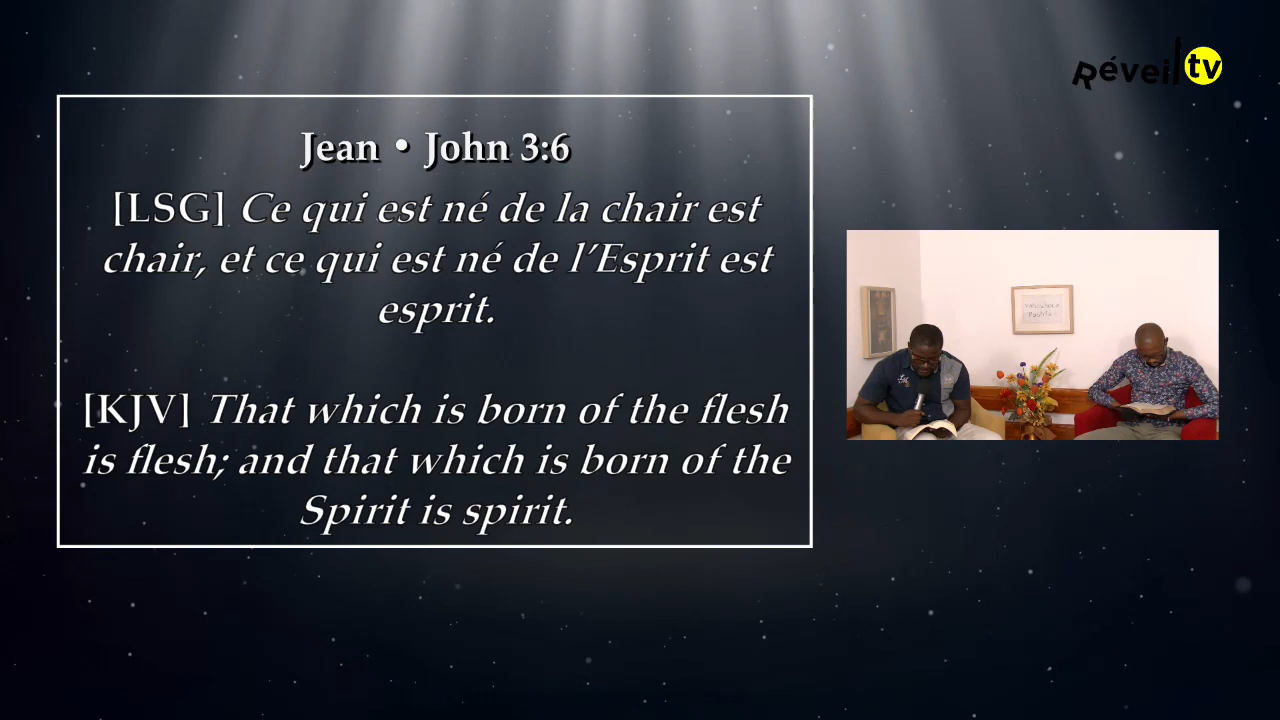 Réveil tv
Jean • John 3:6
[LSG] Ce qui est né de la chair est
chair, et ce qui est né de l’Esprit est
esprit.
[KJV] That which is born of the flesh
is flesh; and that which is born of the
Spirit is spirit.